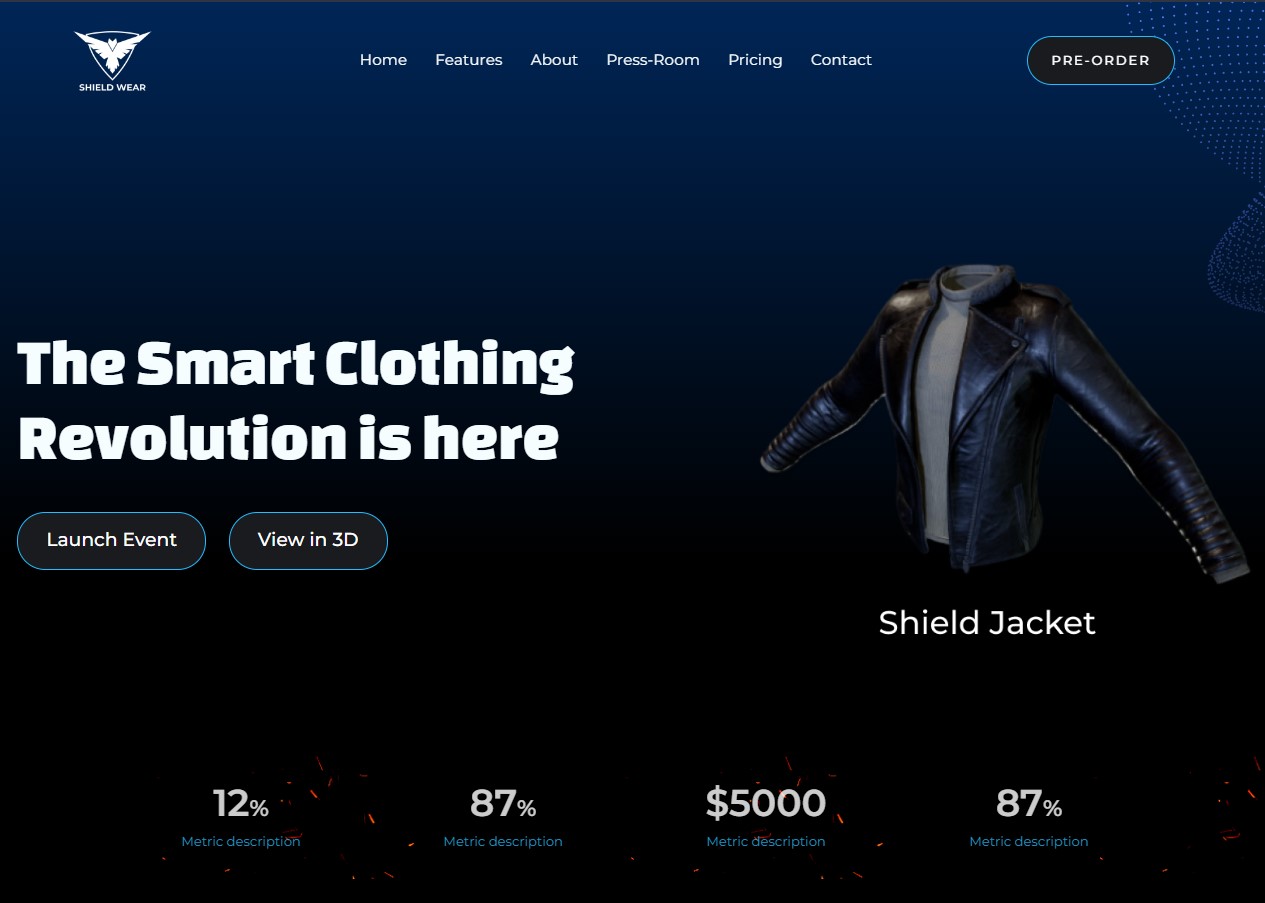 SHIELD WEAR
Home Features About Press-Room Pricing Contact
PRE-ORDER
The Smart Clothing
Revolution is here
Launch Event View in 3D
Shield Jacket
12% 87% $5000 87%
Metric description Metric description Metric description Metric description